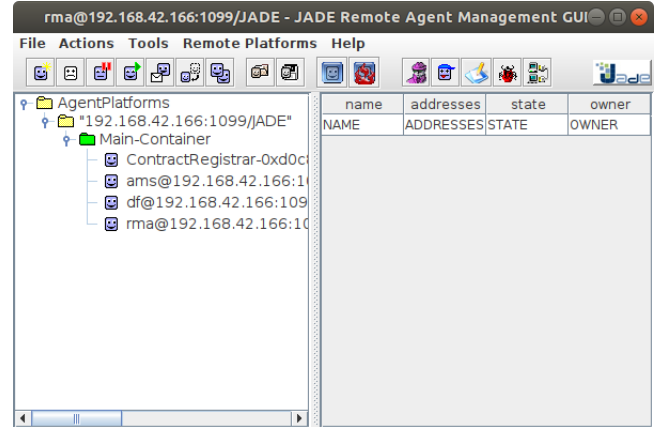 rma@192.168.42.166:1099/JADE - JADE Remote Agent Management GUI
File Actions Tools Remote Platforms Help
Jade
AgentPlatforms
"192.168.42.166:1099/JADE"
Main-Container
ContractRegistrar-0xd0c
ams@192.168.42.166:1
df@192.168.42.166:109
rma@192.168.42.166:10
name addresses state owner
NAME ADDRESSES STATE OWNER